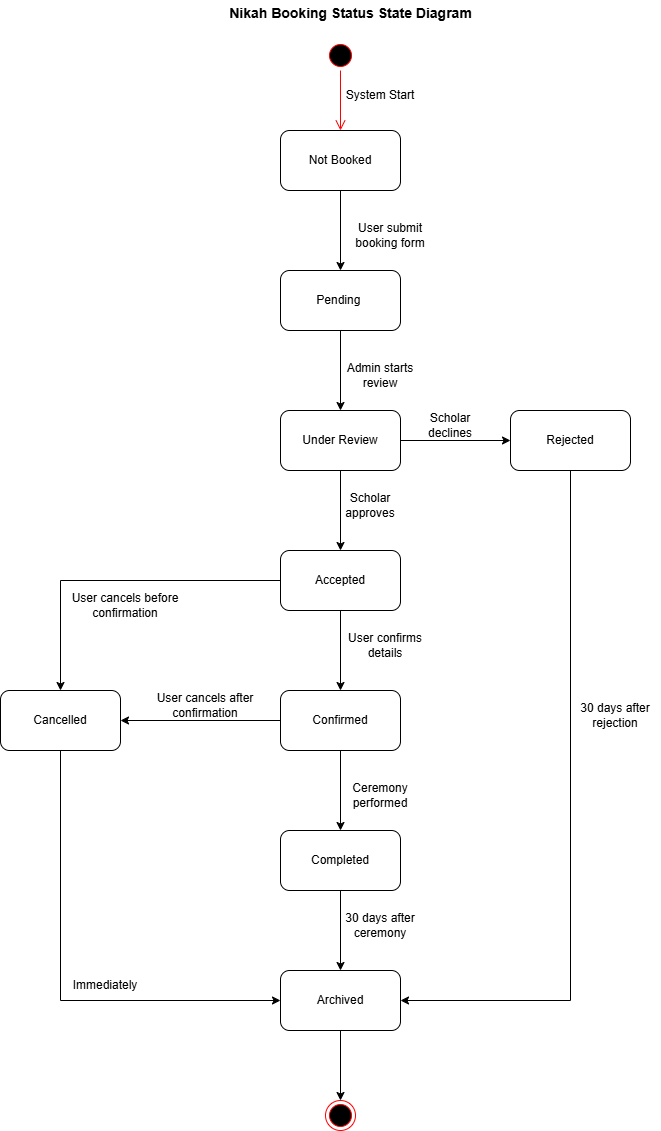 Nikah Booking Status State Diagram
System Start
Not Booked
User submit
booking form
Pending
Admin starts
review
Under Review
Scholar
declines
Rejected
Scholar
approves
Accepted
User cancels before
confirmation
User confirms
details
Cancelled
User cancels after
confirmation
Confirmed
30 days after
rejection
Ceremony
performed
Completed
30 days after
ceremony
Immediately
Archived